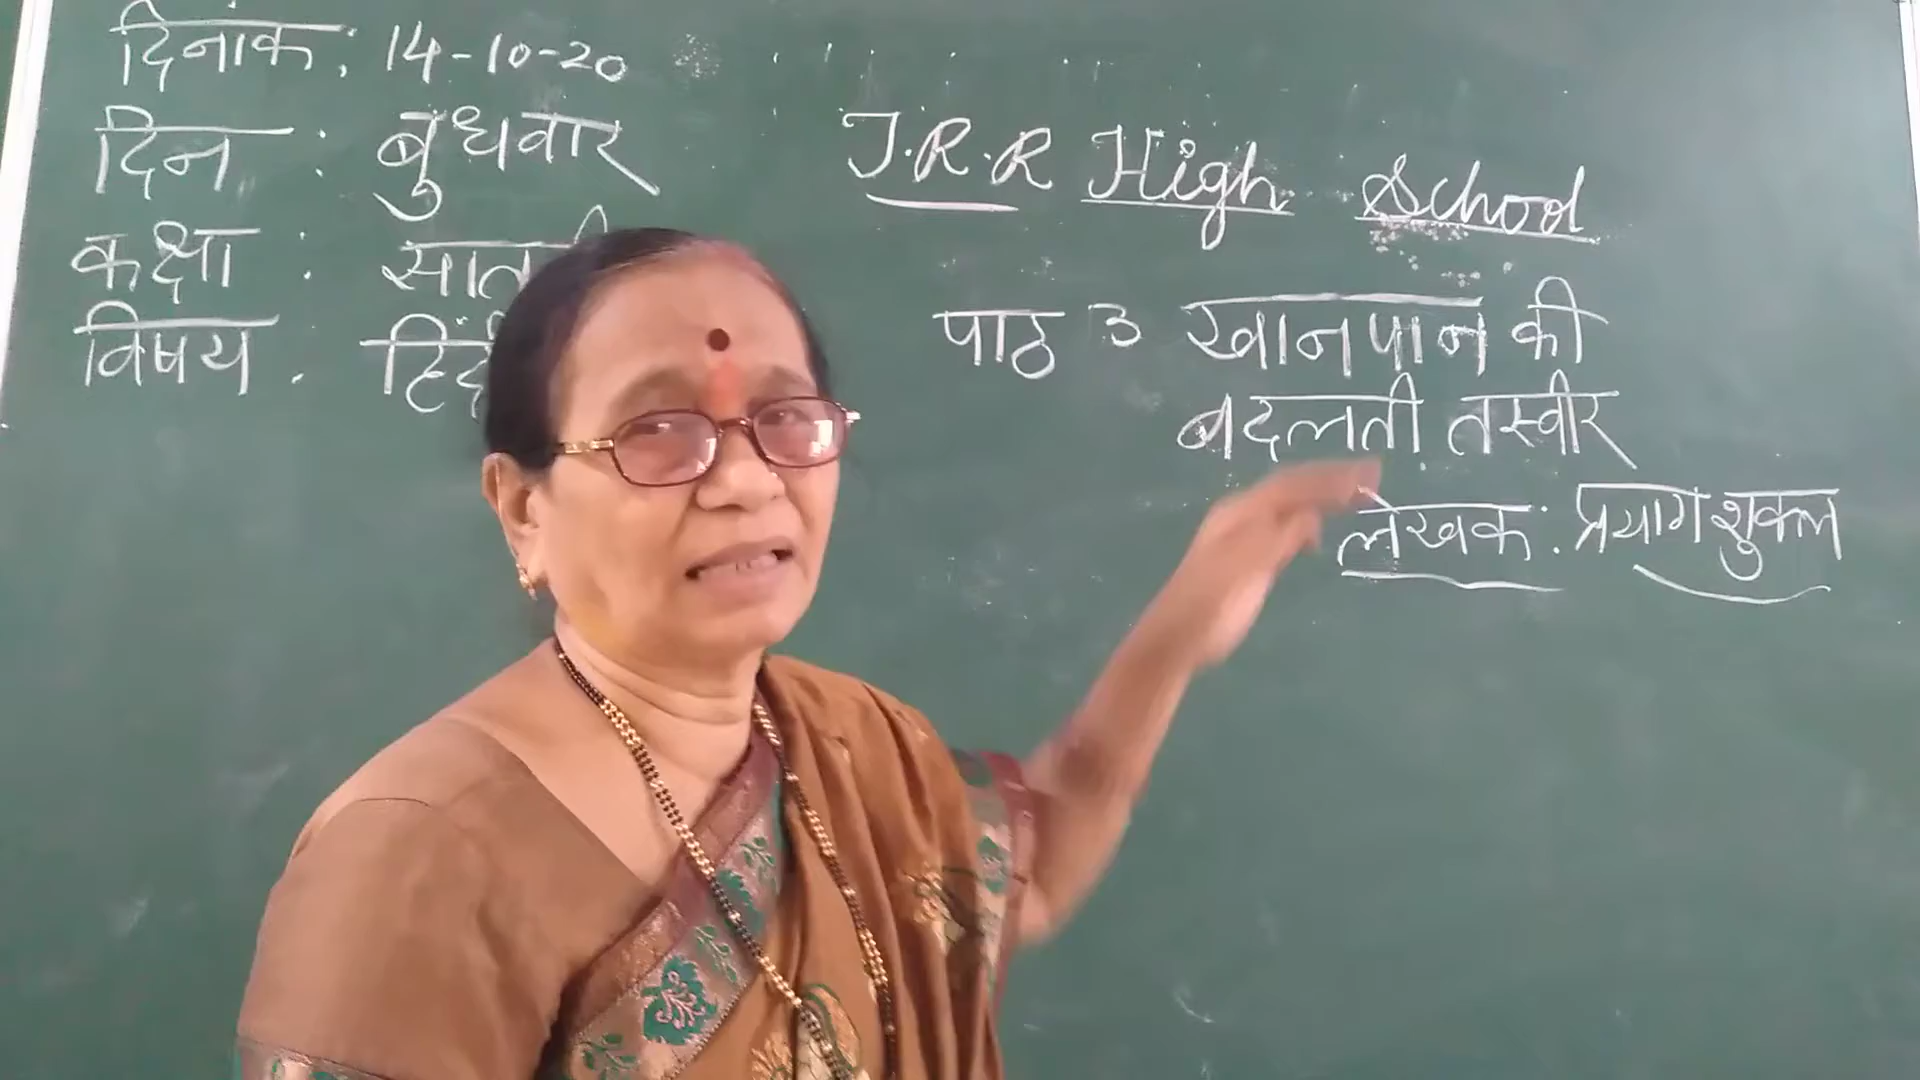 दिनांक: 14-10-20
दिन : बुधवार
कक्षा :
विषय .
J.R.R High School
पाठ 3 खानपान की
बदलती तस्वीर
लेखक: प्रयाग शुक्ल